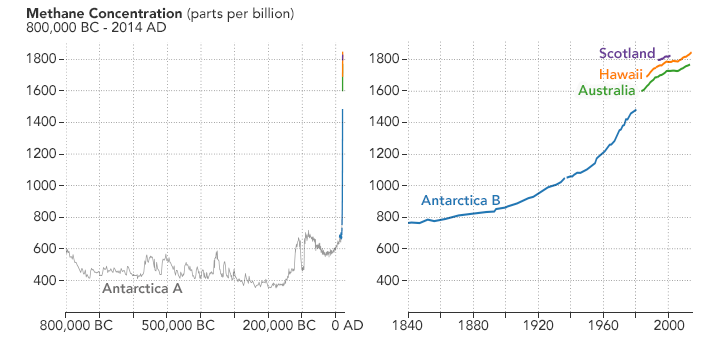 Methane Concentration (parts per billion)
800,000 BC - 2014 AD
1800
1600
1400
1200
1000
800
600
400
Antarctica A
800,000 BC
500,000 BC
200,000 BC
0 AD
1800
1600
1400
1200
1000
800
600
400
Scotland
Hawaii
Australia
Antarctica B
1840
1880
1920
1960
2000